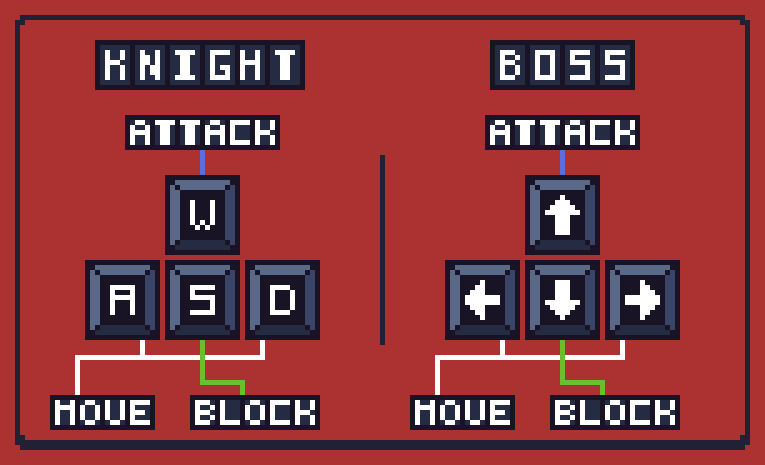 KNIGHT
ATTACK
W
A S D
MOVE BLOCK
BOSS
ATTACK
MOVE BLOCK